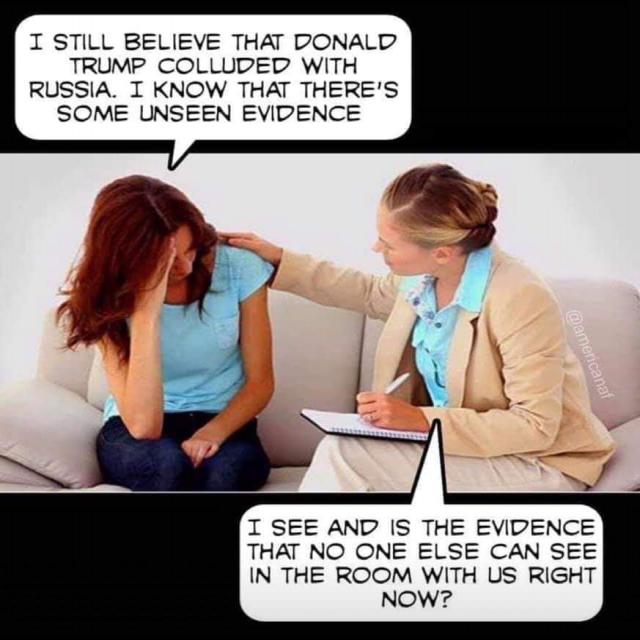 I STILL BELIEVE THAT DONALD
TRUMP COLLUDED WITH
RUSSIA. I KNOW THAT THERE'S
SOME UNSEEN EVIDENCE
@americanaf
I SEE AND IS THE EVIDENCE
THAT NO ONE ELSE CAN SEE
IN THE ROOM WITH US RIGHT
NOW?